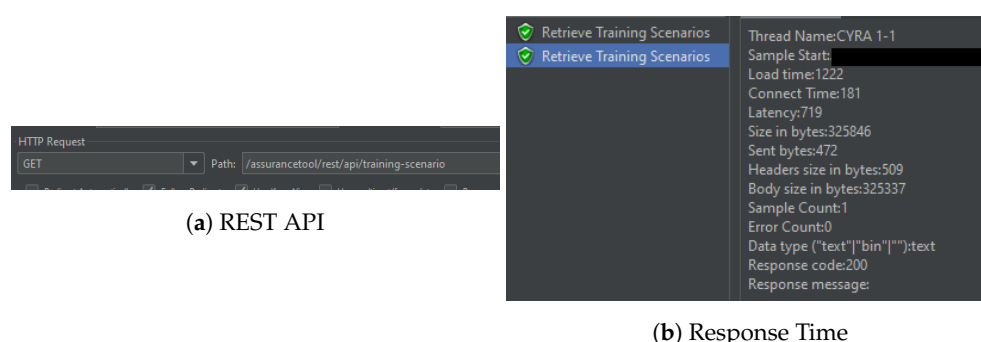 HTTP Request
GET
Path: /assurancetool/rest/api/training-scenario
(a) REST API
Retrieve Training Scenarios
Retrieve Training Scenarios
Thread Name:CYRA 1-1
Sample Start:
Load time:1222
Connect Time:181
Latency:719
Size in bytes:325846
Sent bytes:472
Headers size in bytes:509
Body size in bytes:325337
Sample Count:1
Error Count:0
Data type ("text"|"bin"|""):text
Response code:200
Response message:
(b) Response Time